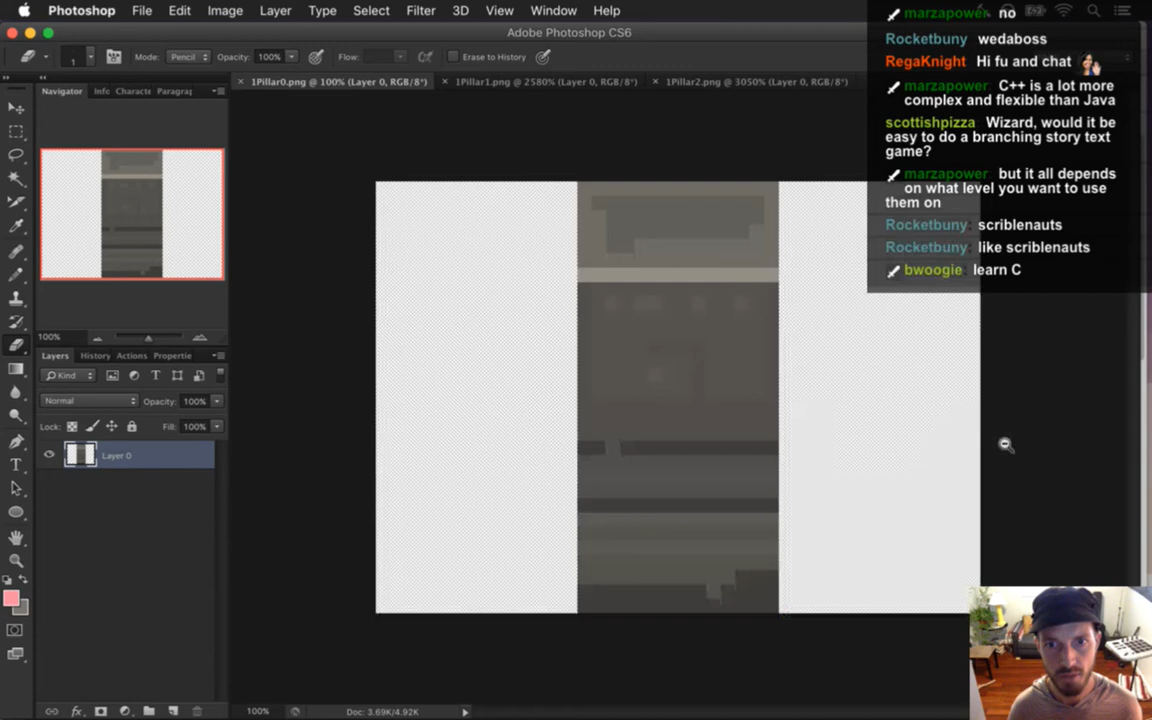 Photoshop File Edit Image Layer Type Select Filter 3D View Window Help
Adobe Photoshop CS6
1 Mode: Pencil Opacity: 100% Flow: Erase to History
1Pillar0.png @ 100% (Layer 0, RGB/8*) 1Pillar1.png @ 2580% (Layer 0, RGB/8*) 1Pillar2.png @ 3050% (Layer 0, RGB/8*)
Navigator Info Characte Paragraj
100%
Layers History Actions Propertie
Kind
Normal Opacity: 100%
Lock: Fill: 100%
Layer 0
100% Doc: 3.69K/4.92K
marzapower no
Rocketbuny wedaboss
RegaKnight Hi fu and chat
marzapower C++ is a lot more
complex and flexible than Java
scottishpizza Wizard, would it be
easy to do a branching story text
game?
marzapower but it all depends
on what level you want to use
them on
Rocketbuny: scriblenauts
Rocketbuny: like scriblenauts
bwoogie learn C